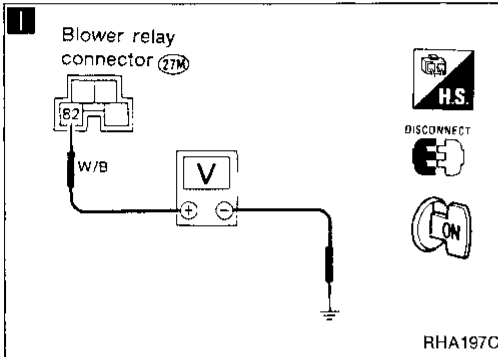 I
Blower relay
connector 27M
H.S.
82
DISCONNECT
W/B
V
+ -
ON
RHA197C